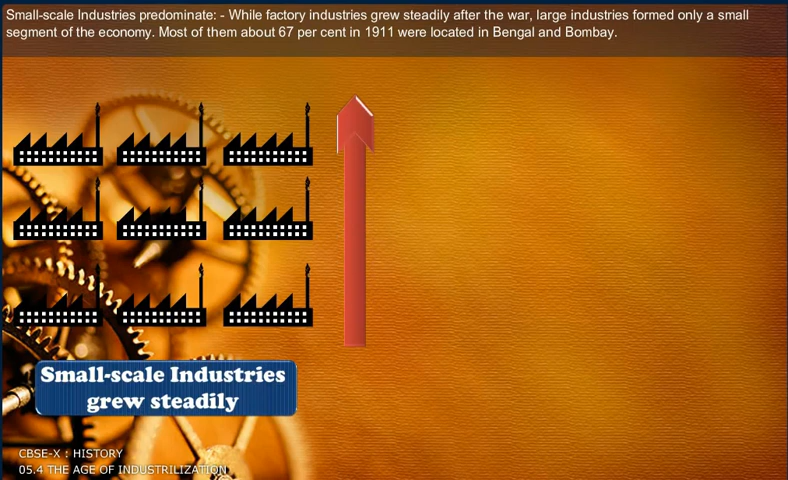 Small-scale Industries predominate: - While factory industries grew steadily after the war, large industries formed only a small
segment of the economy. Most of them about 67 per cent in 1911 were located in Bengal and Bombay.
Small-scale Industries
grew steadily
CBSE-X : HISTORY
05.4 THE AGE OF INDUSTRILIZATION